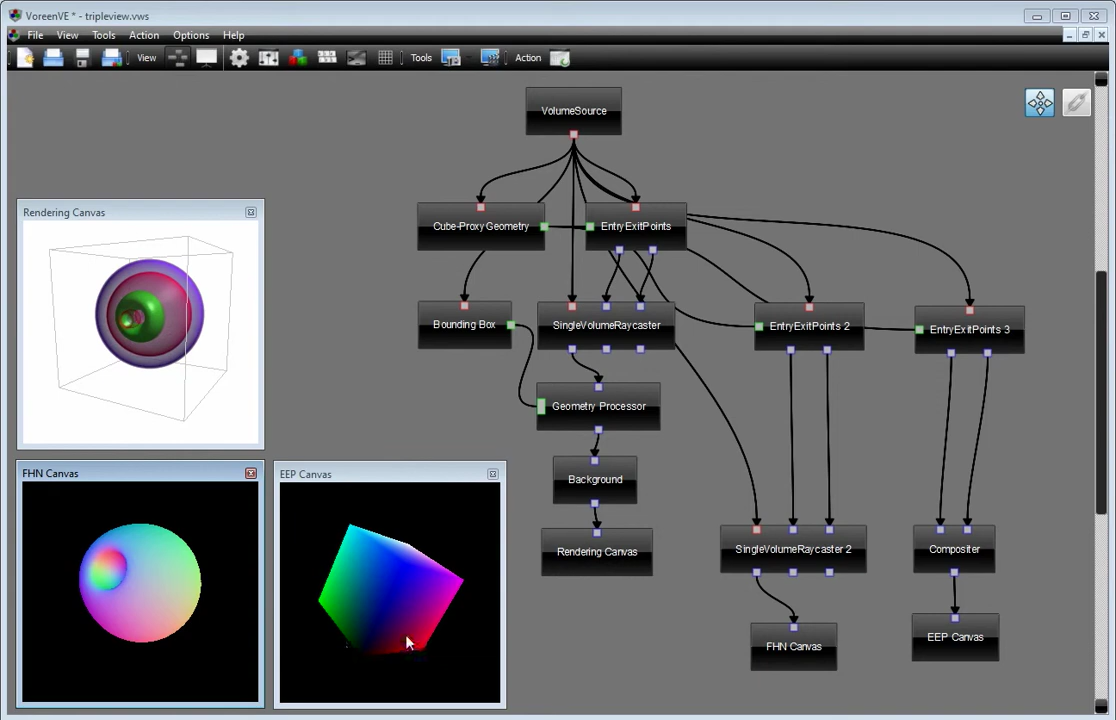 VoreenVE * - tripleview.vws
File View Tools Action Options Help
View Tools Action
VolumeSource
Rendering Canvas
Cube-Proxy Geometry
EntryExitPoints
Bounding Box
SingleVolumeRaycaster
EntryExitPoints 2
EntryExitPoints 3
Geometry Processor
FHN Canvas
EEP Canvas
Background
Rendering Canvas
SingleVolumeRaycaster 2
Compositer
FHN Canvas
EEP Canvas